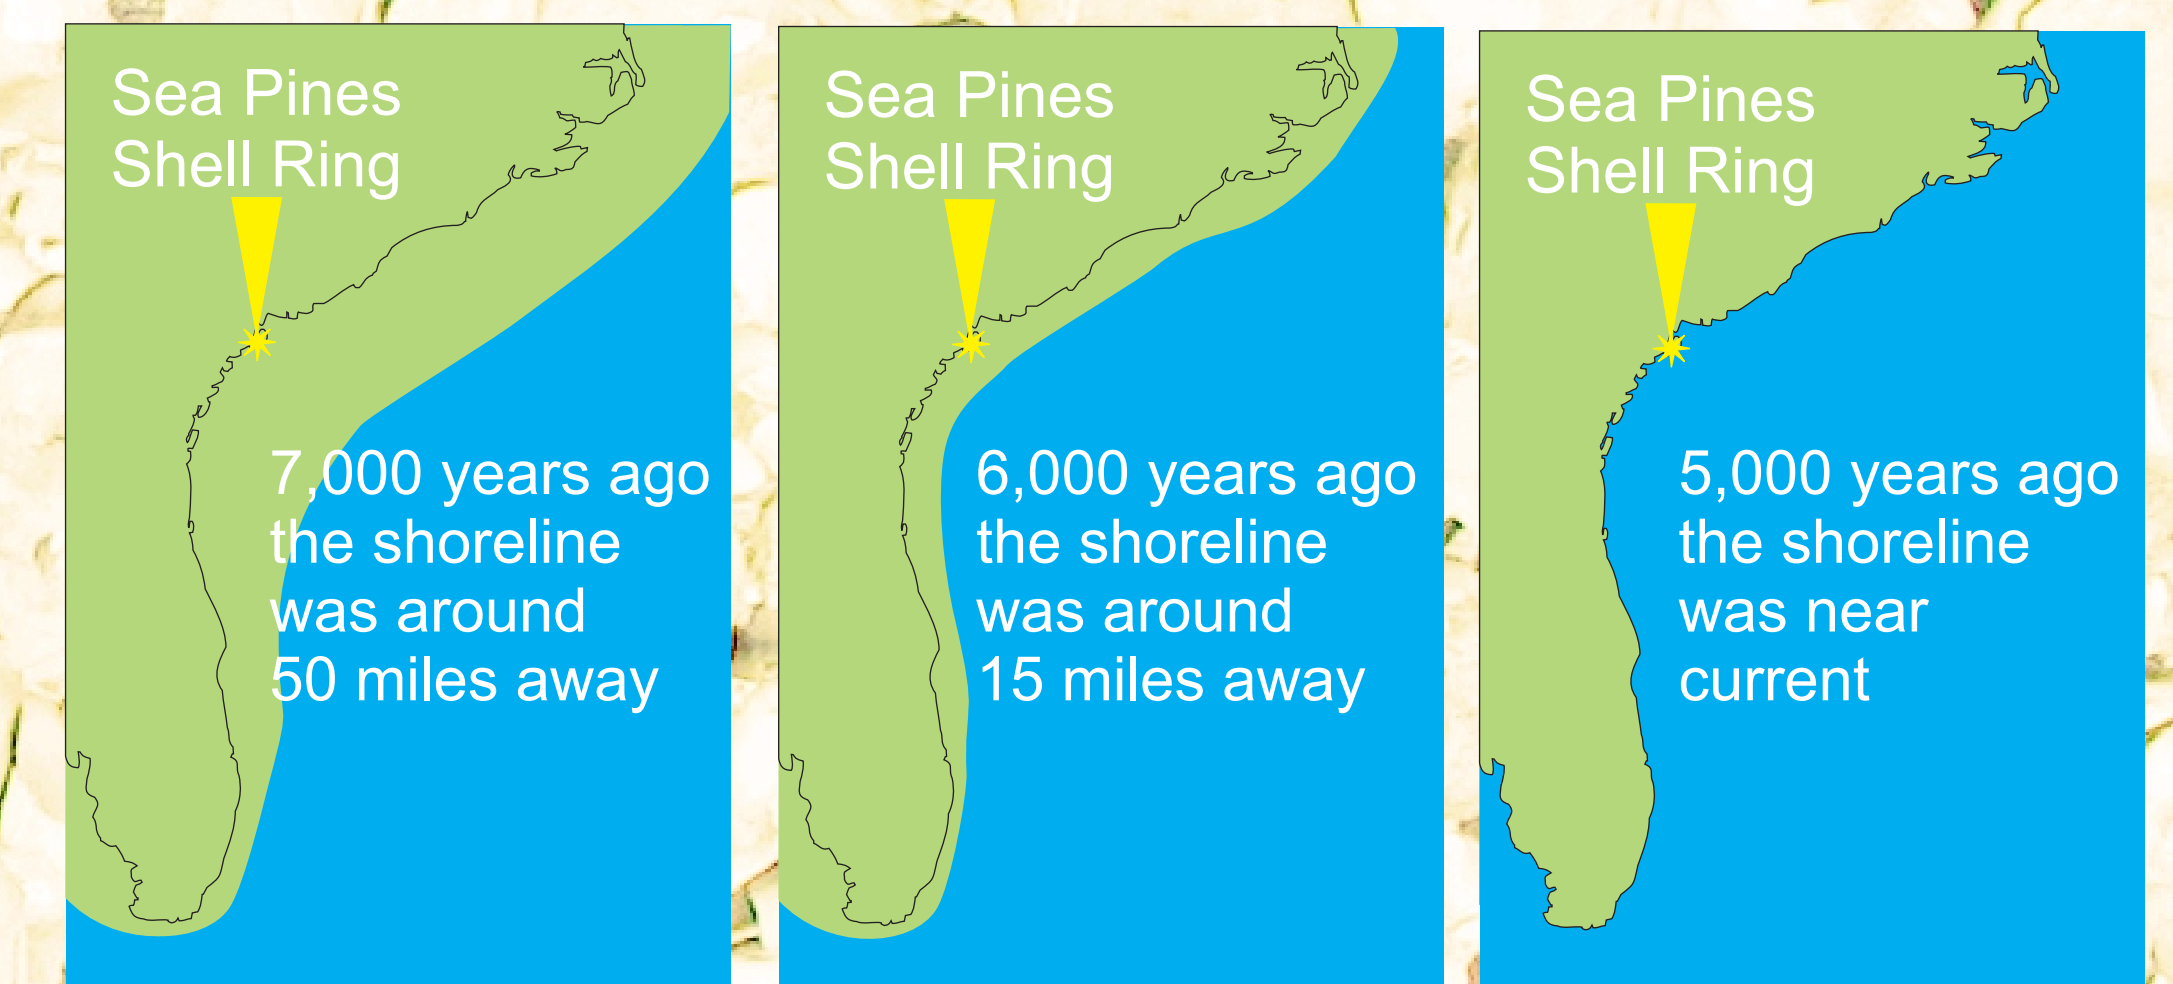 Sea Pines
Shell Ring
7,000 years ago
the shoreline
was around
50 miles away
Sea Pines
Shell Ring
6,000 years ago
the shoreline
was around
15 miles away
Sea Pines
Shell Ring
5,000 years ago
the shoreline
was near
current